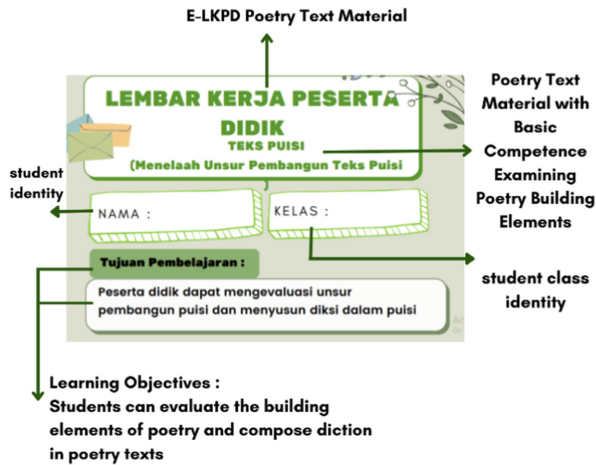 E-LKPD Poetry Text Material
LEMBAR KERJA PESERTA
DIDIK
TEKS PUISI
(Menelaah Unsur Pembangun Teks Puisi
Poetry Text
Material with
Basic
Competence
Examining
Poetry Building
Elements
student
identity
NAMA :
KELAS :
student class
identity
Tujuan Pembelajaran :
Peserta didik dapat mengevaluasi unsur
pembangun puisi dan menyusun diksi dalam puisi
Learning Objectives :
Students can evaluate the building
elements of poetry and compose diction
in poetry texts